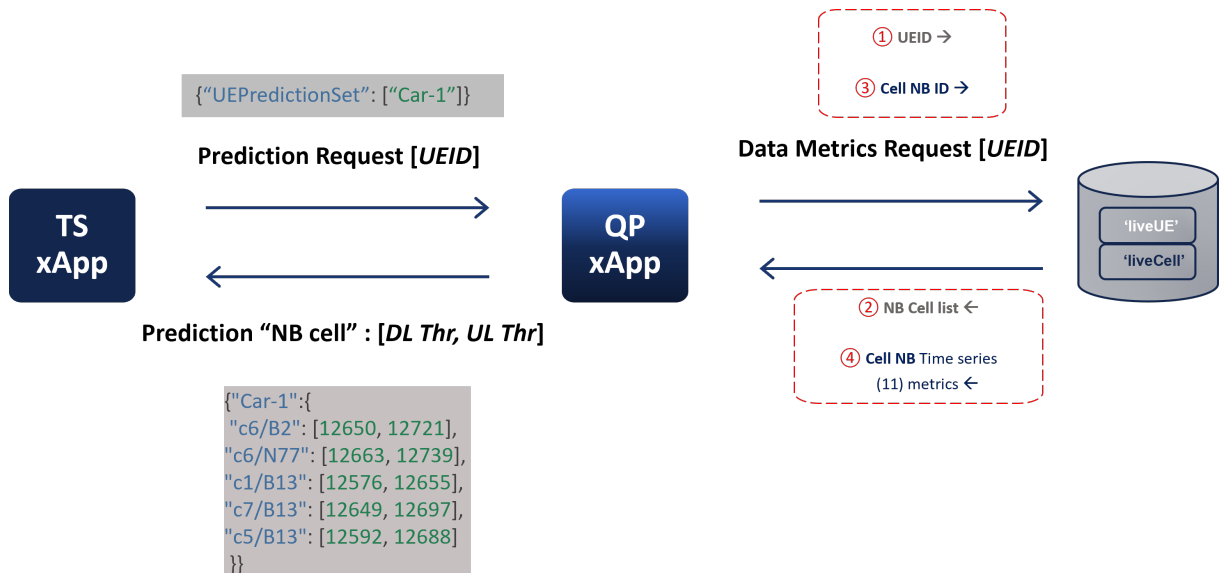 ① UEID →
③ Cell NB ID →
{“UEPredictionSet”: [“Car-1”]}
Prediction Request [UEID]
Data Metrics Request [UEID]
TS
xApp
QP
xApp
‘liveUE’
‘liveCell’
Prediction “NB cell” : [DL Thr, UL Thr]
② NB Cell list ←
④ Cell NB Time series
(11) metrics ←
{"Car-1":{
"c6/B2": [12650, 12721],
"c6/N77": [12663, 12739],
"c1/B13": [12576, 12655],
"c7/B13": [12649, 12697],
"c5/B13": [12592, 12688]
}}